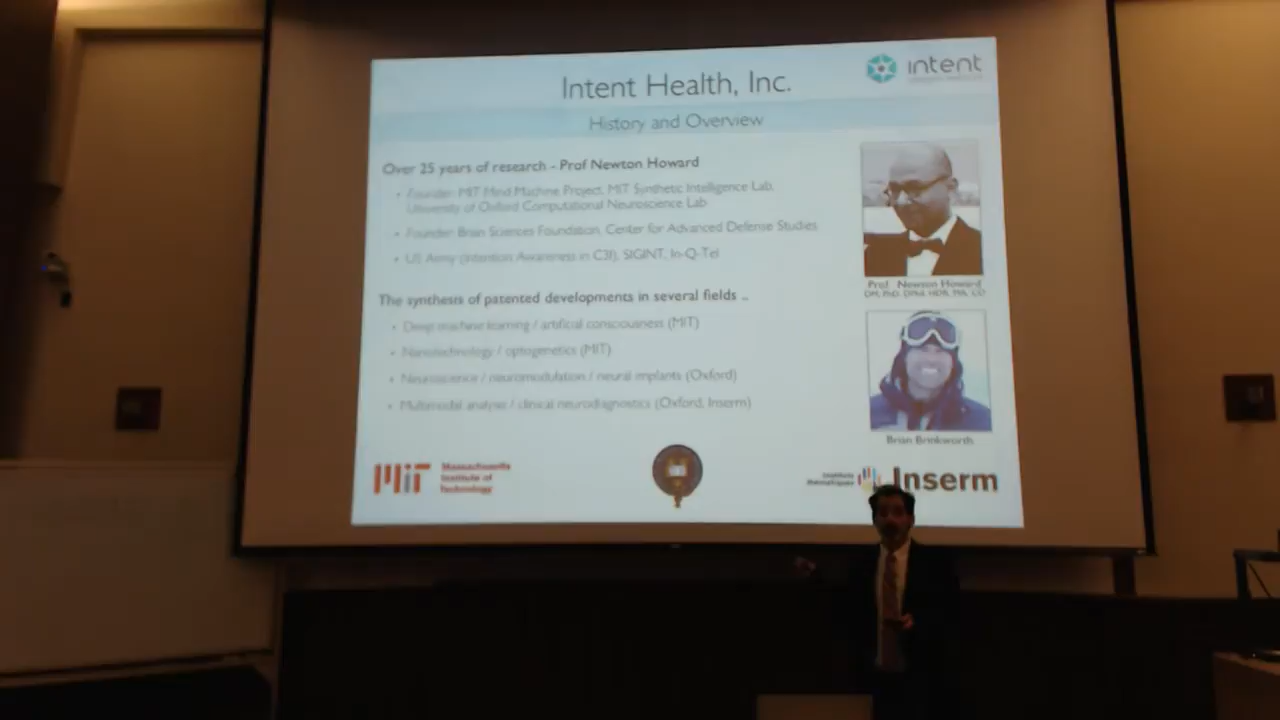 Intent Health, Inc.
intent
History and Overview
Over 25 years of research - Prof Newton Howard
• Founder: MIT Mind Machine Project, MIT Synthetic Intelligence Lab,
University of Oxford Computational Neuroscience Lab
• Founder: Brain Sciences Foundation, Center for Advanced Defense Studies
• US Army (Intention Awareness in C3I), SIGINT, In-Q-Tel
Prof. Newton Howard
The synthesis of patented developments in several fields ..
• Deep machine learning / artificial consciousness (MIT)
• Nanotechnology / optogenetics (MIT)
• Neuroscience / neuromodulation / neural implants (Oxford)
• Multimodal analysis / clinical neurodiagnostics (Oxford, Inserm)
Brian Brinkworth
MIT
Massachusetts
Institute of
Technology
Inserm